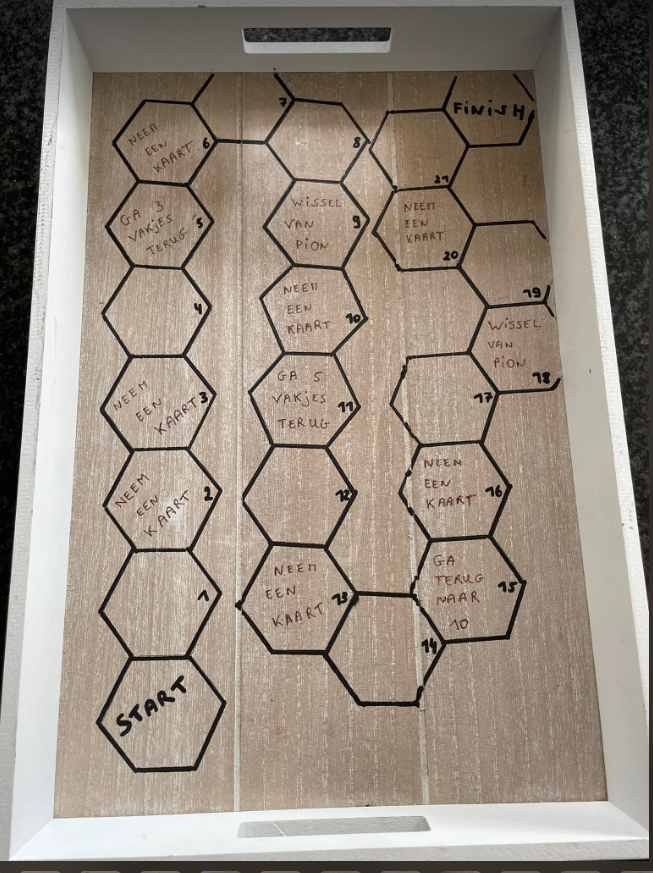 START
1
NEEM
EEN
KAART
2
NEEM
EEN
KAART
3
4
GA 3
VAKJES
TERUG
5
NEEM
EEN
KAART
6
7
8
WISSEL
VAN
PION
9
NEEM
EEN
KAART
10
GA 5
VAKJES
TERUG
11
12
NEEM
EEN
KAART
13
14
GA
TERUG
NAAR
10
15
NEEM
EEN
KAART
16
17
WISSEL
VAN
PION
18
19
NEEM
EEN
KAART
20
21
FINISH